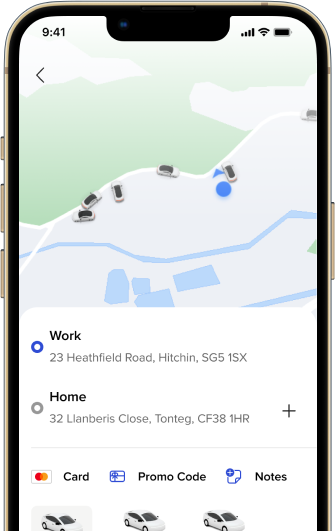 9:41
Work
23 Heathfield Road, Hitchin, SG5 1SX
Home
32 Llanberis Close, Tonteg, CF38 1HR
Card Promo Code Notes